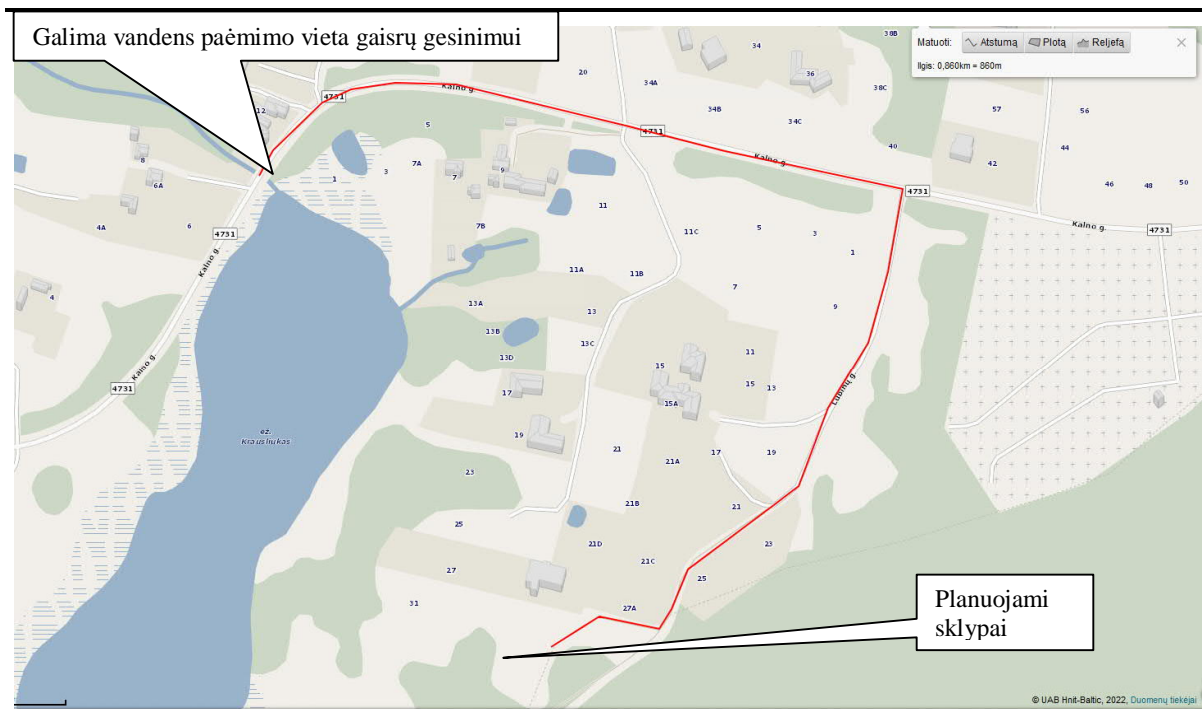 Galima vandens paėmimo vieta gaisrų gesinimui
Matuoti: Atstumą Plotą Reljefą
Ilgis: 0,860km = 860m
38B
34
36
20
34A
38C
34B
34C
57
56
4731
Kalno g.
12
5
4731
44
40
42
8
7A
3
1
7
9
Kalno g.
6A
4731
46
48
50
11
4A
6
7B
11C
5
3
1
Kalno g.
4731
4731
Kalno g.
11A
11B
7
4
13A
13
9
13B
13C
13D
11
Kalno g.
15
15
13
4731
17
15A
Lubinų g.
ež.
Krausliukas
19
21
17
19
23
21A
21B
21
25
21D
23
21C
27
25
31
27A
Planuojami
sklypai
© UAB Hnit-Baltic, 2022, Duomenų tiekėjai